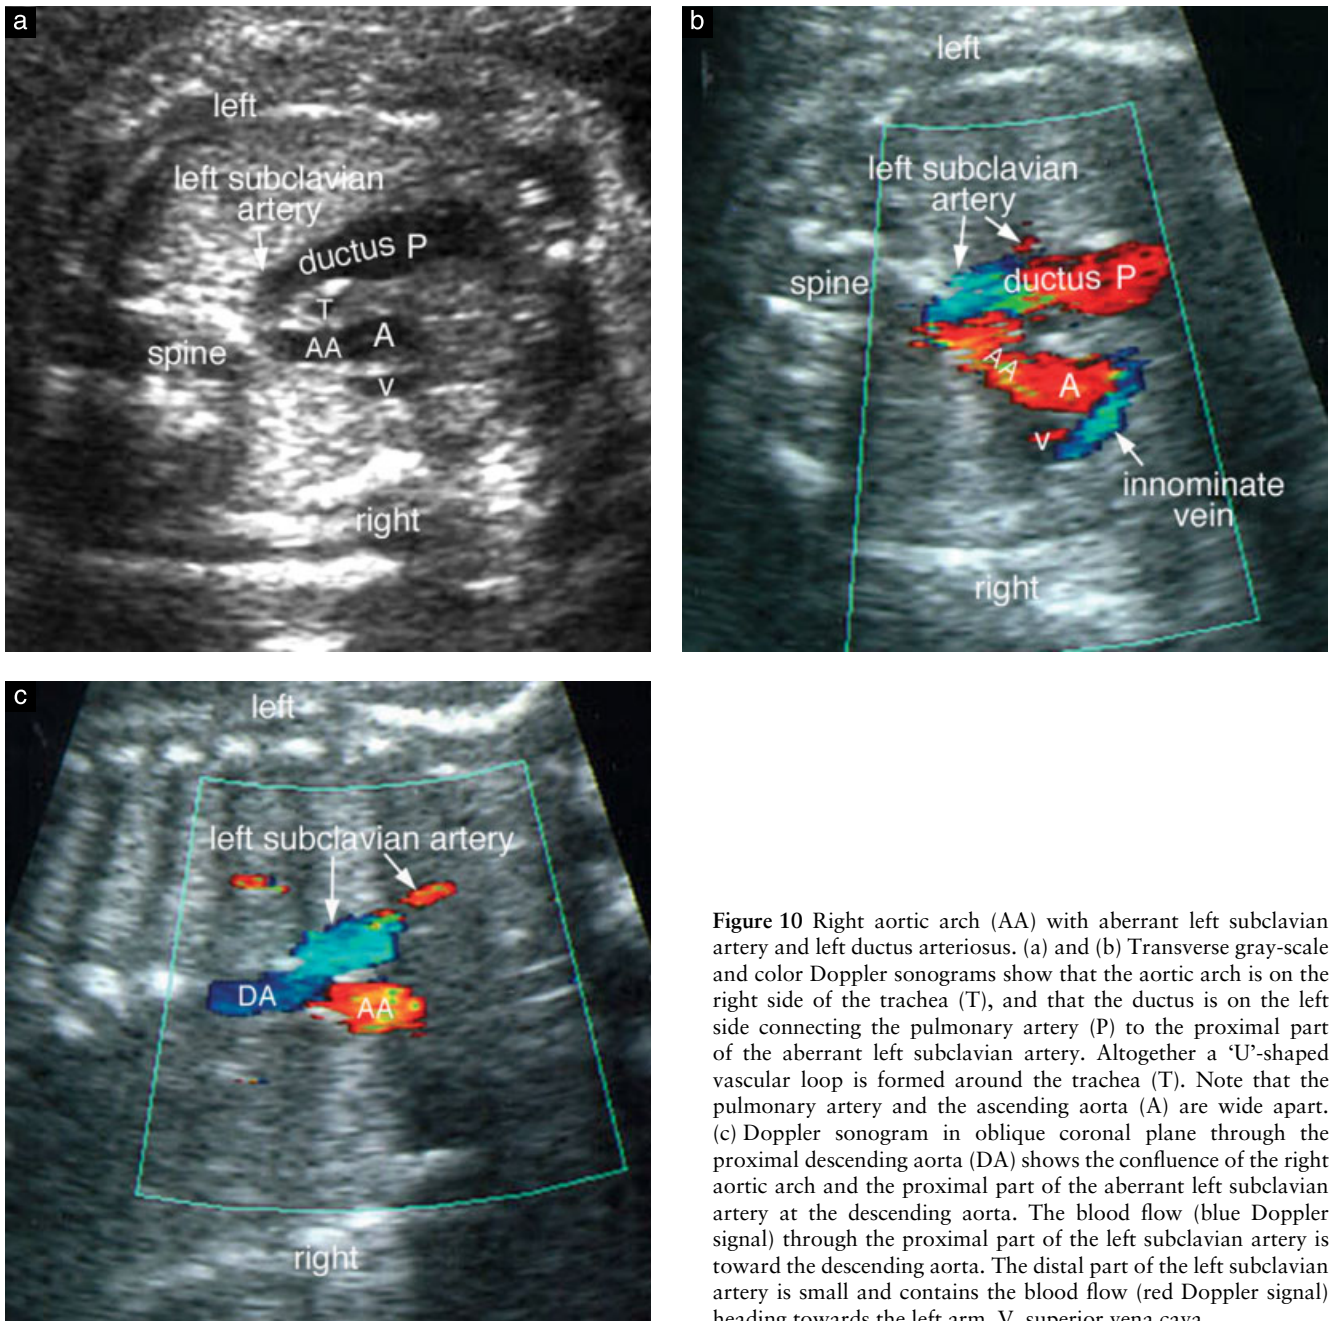 a
left
left subclavian
artery
ductus P
T
AA
A
spine
v
right
b
left
left subclavian
artery
spine
ductus P
AA
A
v
innominate
vein
right
c
left
left subclavian artery
DA
AA
right
Figure 10 Right aortic arch (AA) with aberrant left subclavian
artery and left ductus arteriosus. (a) and (b) Transverse gray-scale
and color Doppler sonograms show that the aortic arch is on the
right side of the trachea (T), and that the ductus is on the left
side connecting the pulmonary artery (P) to the proximal part
of the aberrant left subclavian artery. Altogether a ‘U’-shaped
vascular loop is formed around the trachea (T). Note that the
pulmonary artery and the ascending aorta (A) are wide apart.
(c) Doppler sonogram in oblique coronal plane through the
proximal descending aorta (DA) shows the confluence of the right
aortic arch and the proximal part of the aberrant left subclavian
artery at the descending aorta. The blood flow (blue Doppler
signal) through the proximal part of the left subclavian artery is
toward the descending aorta. The distal part of the left subclavian
artery is small and contains the blood flow (red Doppler signal)
heading towards the left arm. V, superior vena cava.